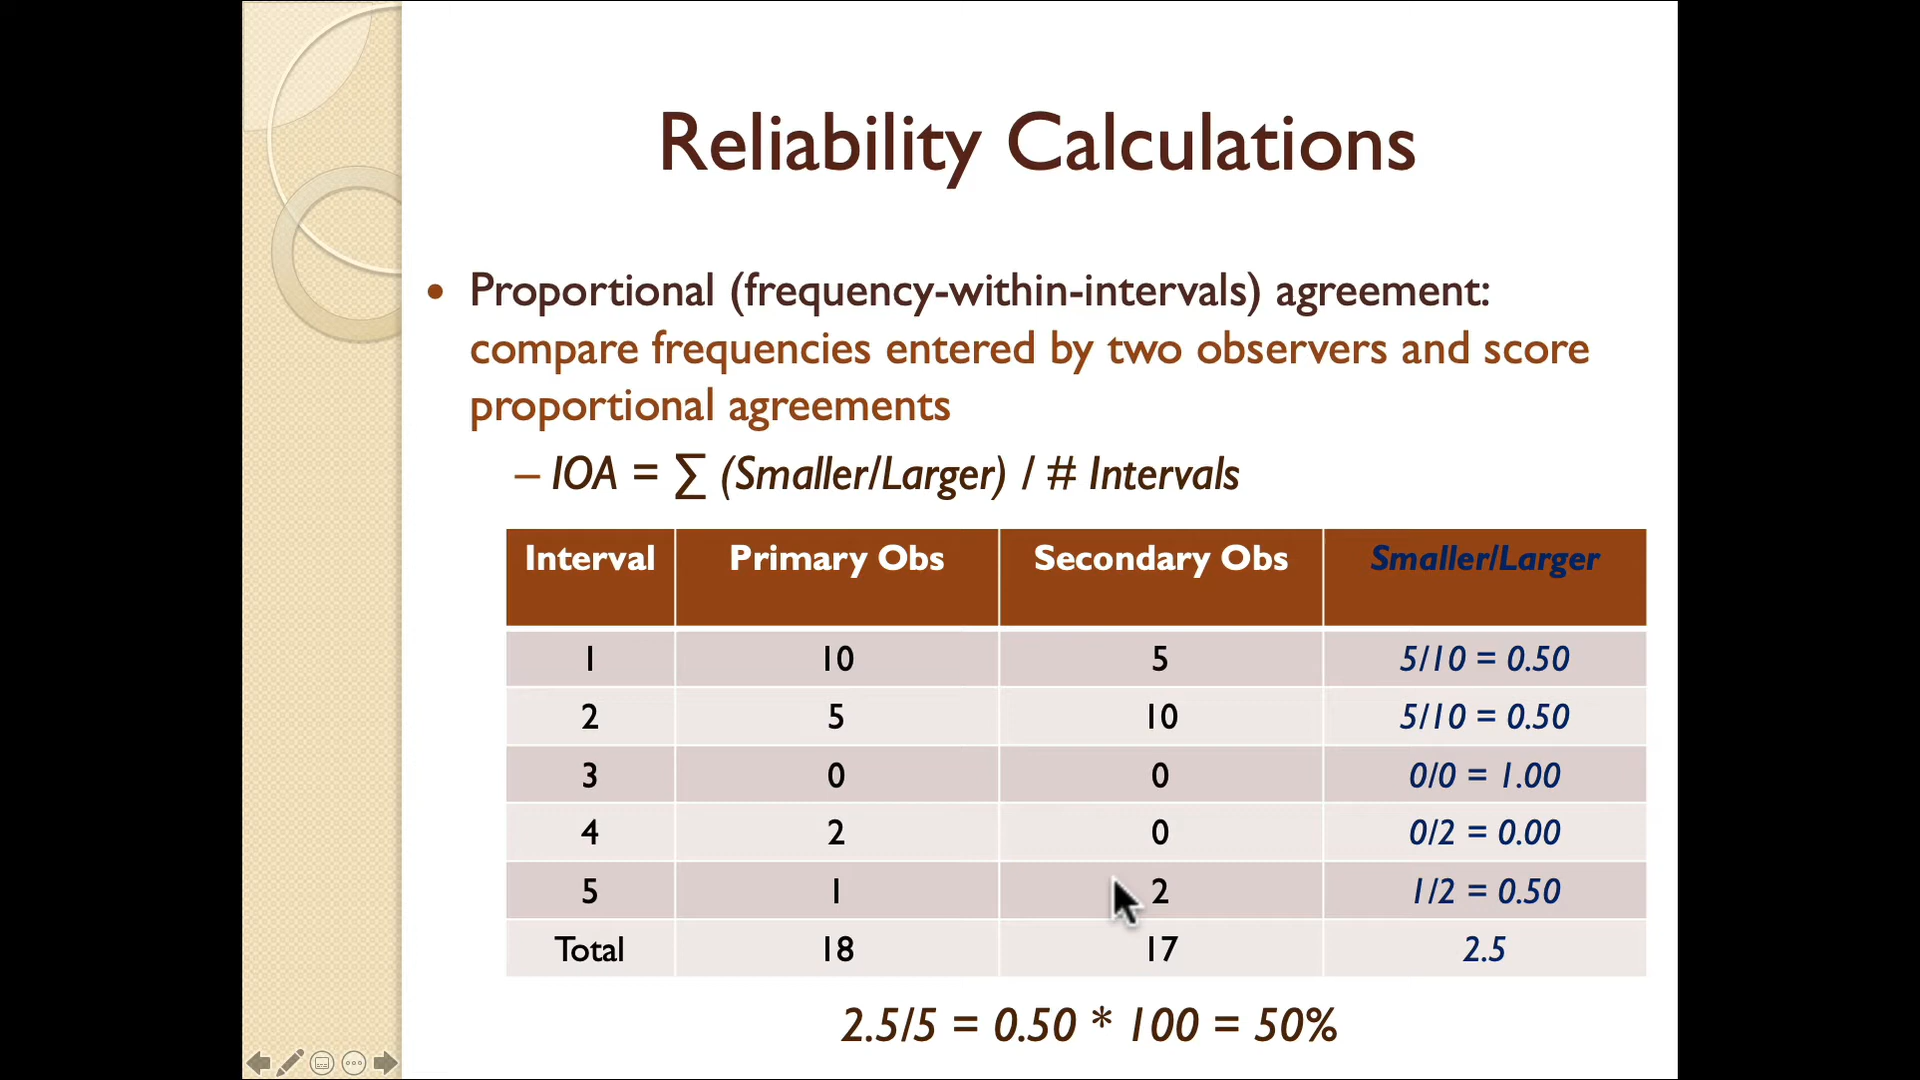 Reliability Calculations
• Proportional (frequency-within-intervals) agreement:
compare frequencies entered by two observers and score
proportional agreements
– IOA = ∑ (Smaller/Larger) / # Intervals
Interval Primary Obs Secondary Obs Smaller/Larger
1 10 5 5/10 = 0.50
2 5 10 5/10 = 0.50
3 0 0 0/0 = 1.00
4 2 0 0/2 = 0.00
5 1 2 1/2 = 0.50
Total 18 17 2.5
2.5/5 = 0.50 * 100 = 50%